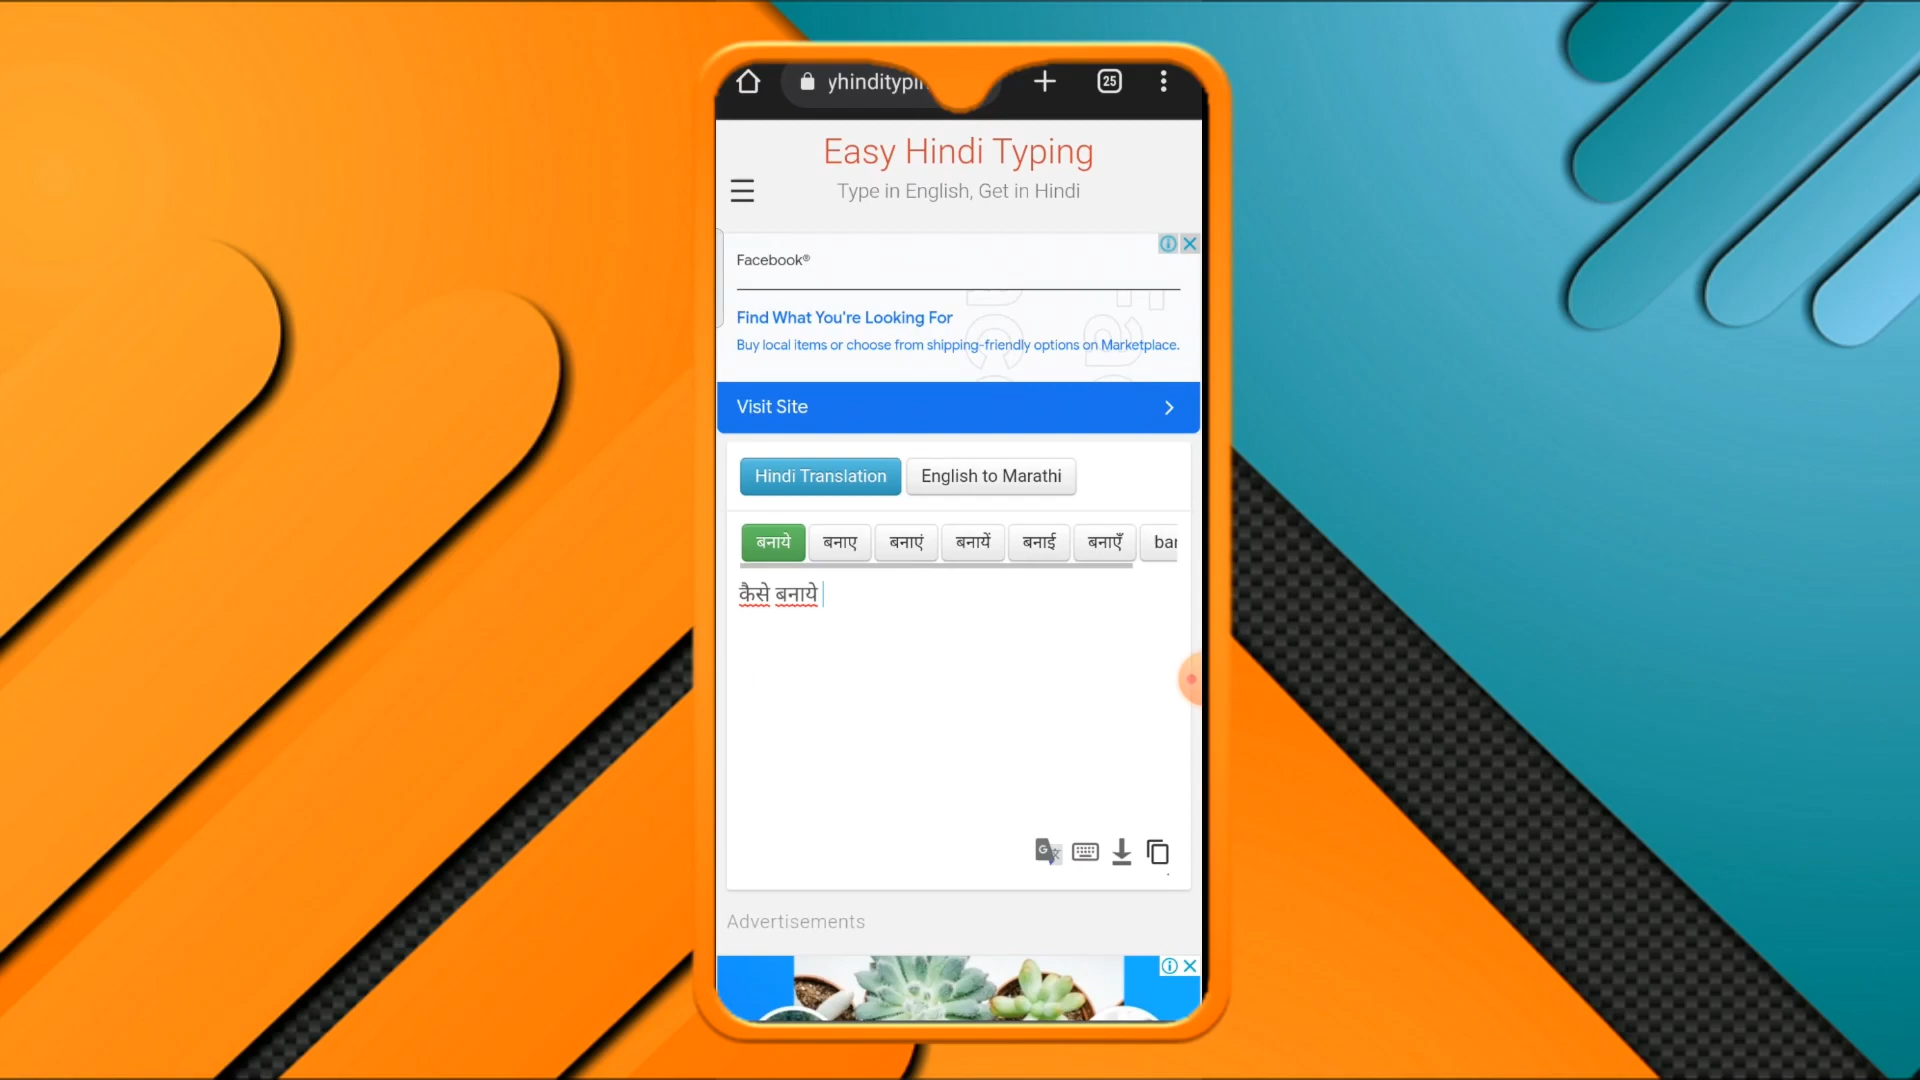 yhindityping
25
Easy Hindi Typing
Type in English, Get in Hindi
Facebook®
Find What You're Looking For
Buy local items or choose from shipping-friendly options on Marketplace.
Visit Site
Hindi Translation English to Marathi
बनाये बनाए बनाएं बनायें बनाई बनाएँ
कैसे बनाये
Advertisements